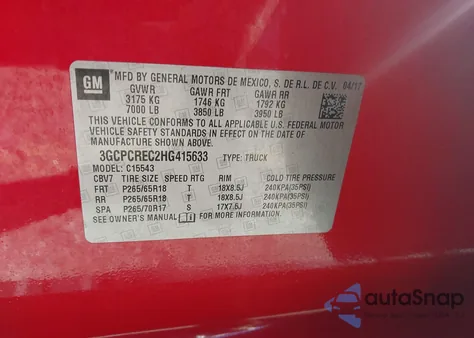 GM
MFD BY GENERAL MOTORS DE MEXICO, S. DE R.L. DE C.V. 04/17
GVWR GAWR FRT GAWR RR
3175 KG 1746 KG 1792 KG
7000 LB 3850 LB 3950 LB
THIS VEHICLE CONFORMS TO ALL APPLICABLE U.S. FEDERAL MOTOR
VEHICLE SAFETY STANDARDS IN EFFECT ON THE DATE OF
MANUFACTURE SHOWN ABOVE.
3GCPCREC2HG415633 TYPE: TRUCK
MODEL: C15543
CBV7 TIRE SIZE SPEED RTG RIM COLD TIRE PRESSURE
FRT P265/65R18 T 18X8.5J 240KPA(35PSI)
RR P265/65R18 T 18X8.5J 240KPA(35PSI)
SPA P265/70R17 S 17X7.5J 240KPA(35PSI)
SEE OWNER'S MANUAL FOR MORE INFORMATION.
autoSnap